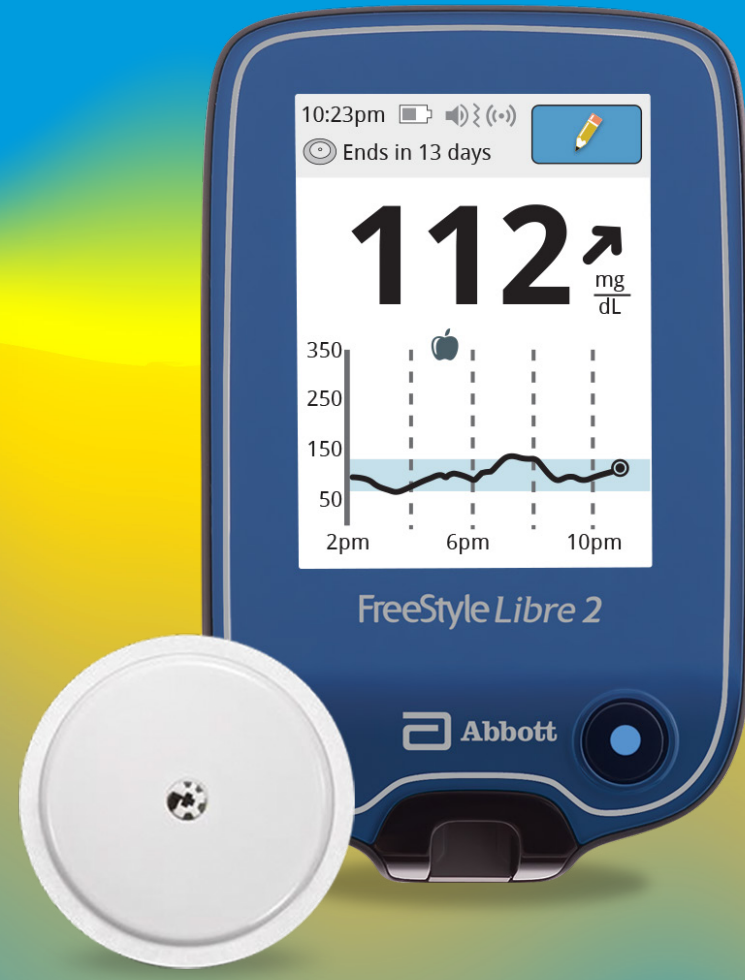 10:23pm
Ends in 13 days
112
mg
dL
350
250
150
50
2pm
6pm
10pm
FreeStyle Libre 2
Abbott